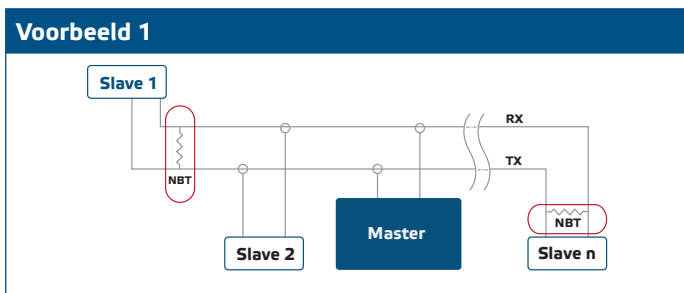 Voorbeeld 1
Slave 1
RX
TX
NBT
Master
NBT
Slave 2
Slave n